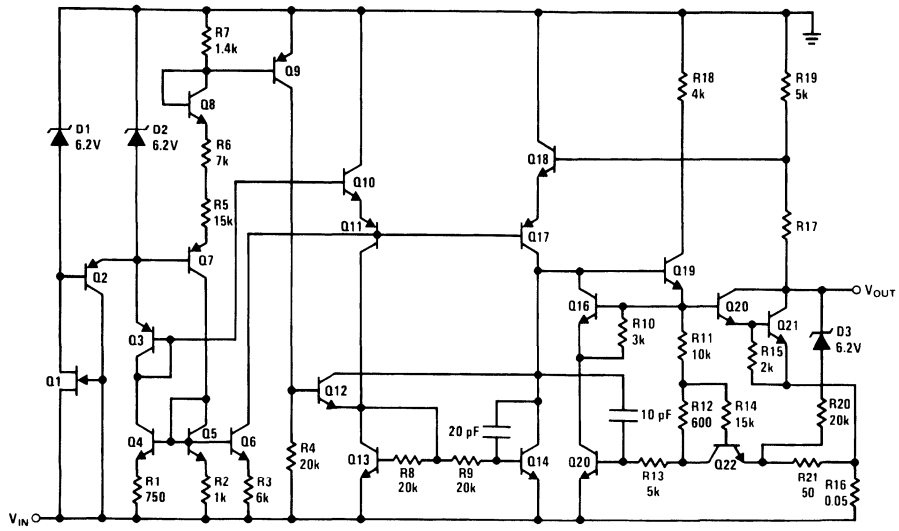 R7
1.4k
Q9
R18
4k
R19
5k
Q8
D1
6.2V
D2
6.2V
R6
7k
Q18
Q10
R5
15k
R17
Q11
Q17
Q7
Q2
Q19
VOUT
Q16
Q20
Q21
R10
3k
R11
10k
D3
6.2V
Q3
R15
2k
Q1
Q12
10 pF
R12
600
R14
15k
R20
20k
20 pF
Q4
Q5
Q6
R4
20k
Q13
R8
20k
R9
20k
Q14
Q20
R13
5k
Q22
R21
50
R16
0.05
R1
750
R2
1k
R3
6k
VIN